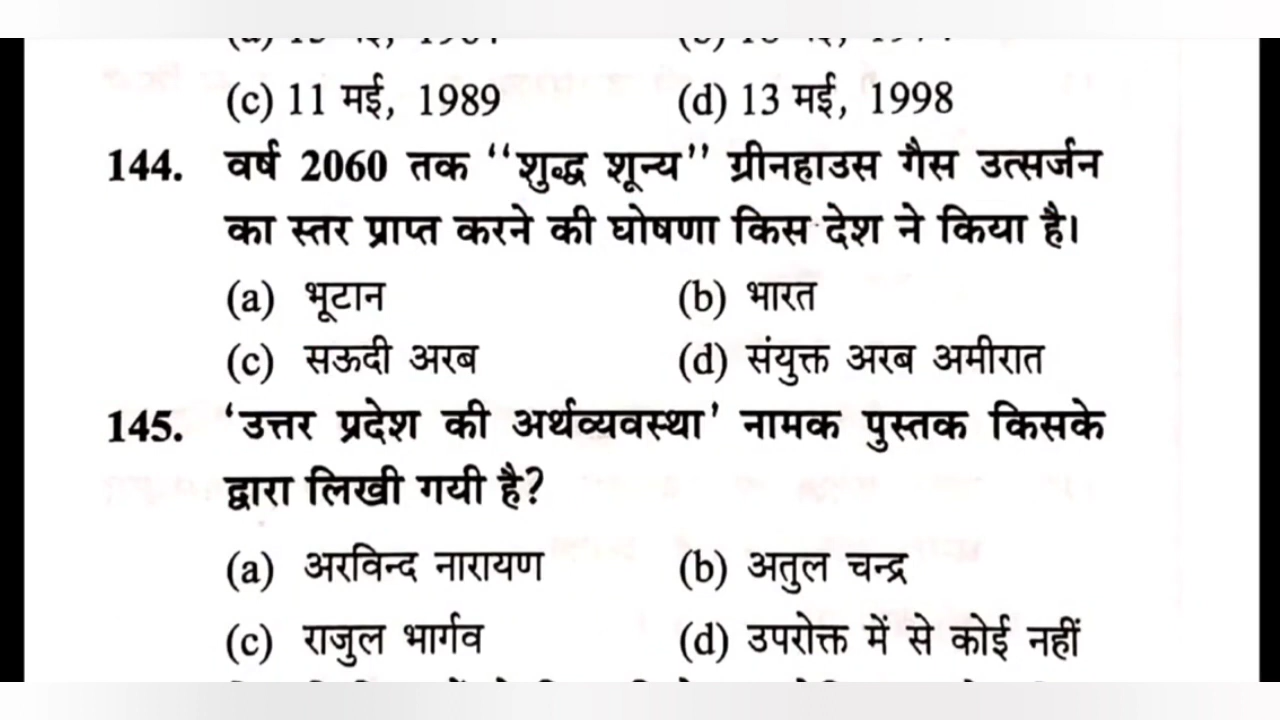 (c) 11 मई, 1989 (d) 13 मई, 1998
144. वर्ष 2060 तक ‘‘शुद्ध शून्य’’ ग्रीनहाउस गैस उत्सर्जन
का स्तर प्राप्त करने की घोषणा किस देश ने किया है।
(a) भूटान (b) भारत
(c) सऊदी अरब (d) संयुक्त अरब अमीरात
145. ‘उत्तर प्रदेश की अर्थव्यवस्था’ नामक पुस्तक किसके
द्वारा लिखी गयी है?
(a) अरविन्द नारायण (b) अतुल चन्द्र
(c) राजुल भार्गव (d) उपरोक्त में से कोई नहीं